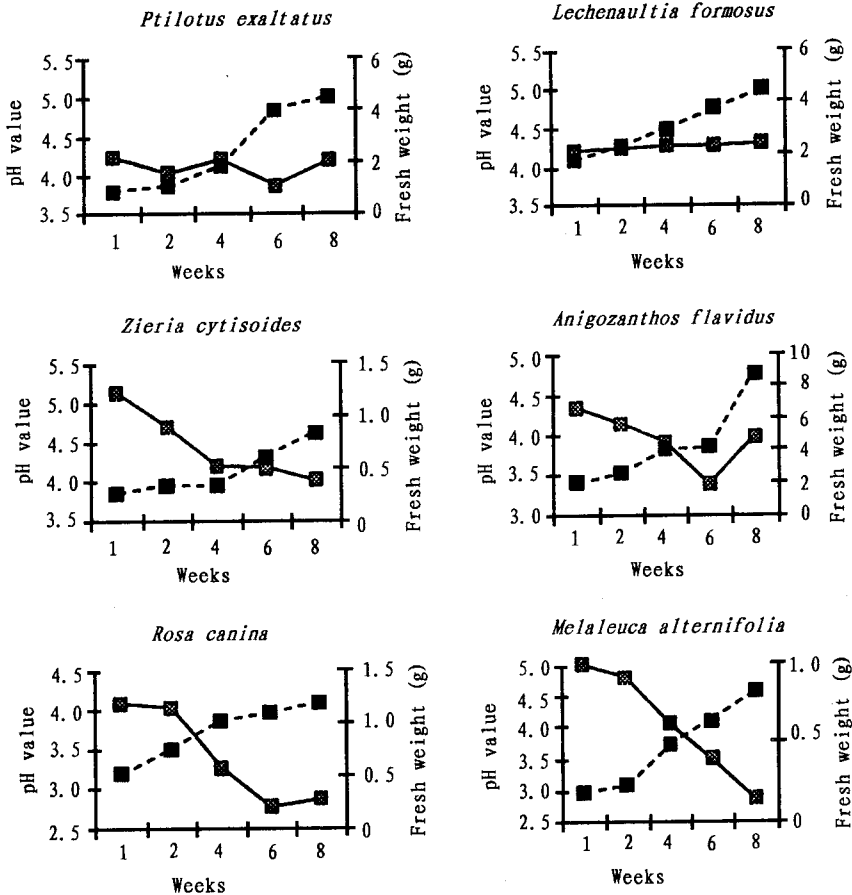 Ptilotus exaltatus
pH value
5.5
5.0
4.5
4.0
3.5
6
4
2
0
Fresh weight (g)
1 2 4 6 8
Weeks
Lechenaultia formosus
pH value
5.5
5.0
4.5
4.0
3.5
6
4
2
0
Fresh weight (g)
1 2 4 6 8
Weeks
Zieria cytisoides
pH value
5.5
5.0
4.5
4.0
3.5
1.5
1.0
0.5
0
Fresh weight (g)
1 2 4 6 8
Weeks
Anigozanthos flavidus
pH value
5.0
4.5
4.0
3.5
3.0
10
8
6
4
2
0
Fresh weight (g)
1 2 4 6 8
Weeks
Rosa canina
pH value
4.5
4.0
3.5
3.0
2.5
1.5
1.0
0.5
0
Fresh weight (g)
1 2 4 6 8
Weeks
Melaleuca alternifolia
pH value
5.0
4.5
4.0
3.5
3.0
2.5
1.0
0.5
0
Fresh weight (g)
1 2 4 6 8
Weeks